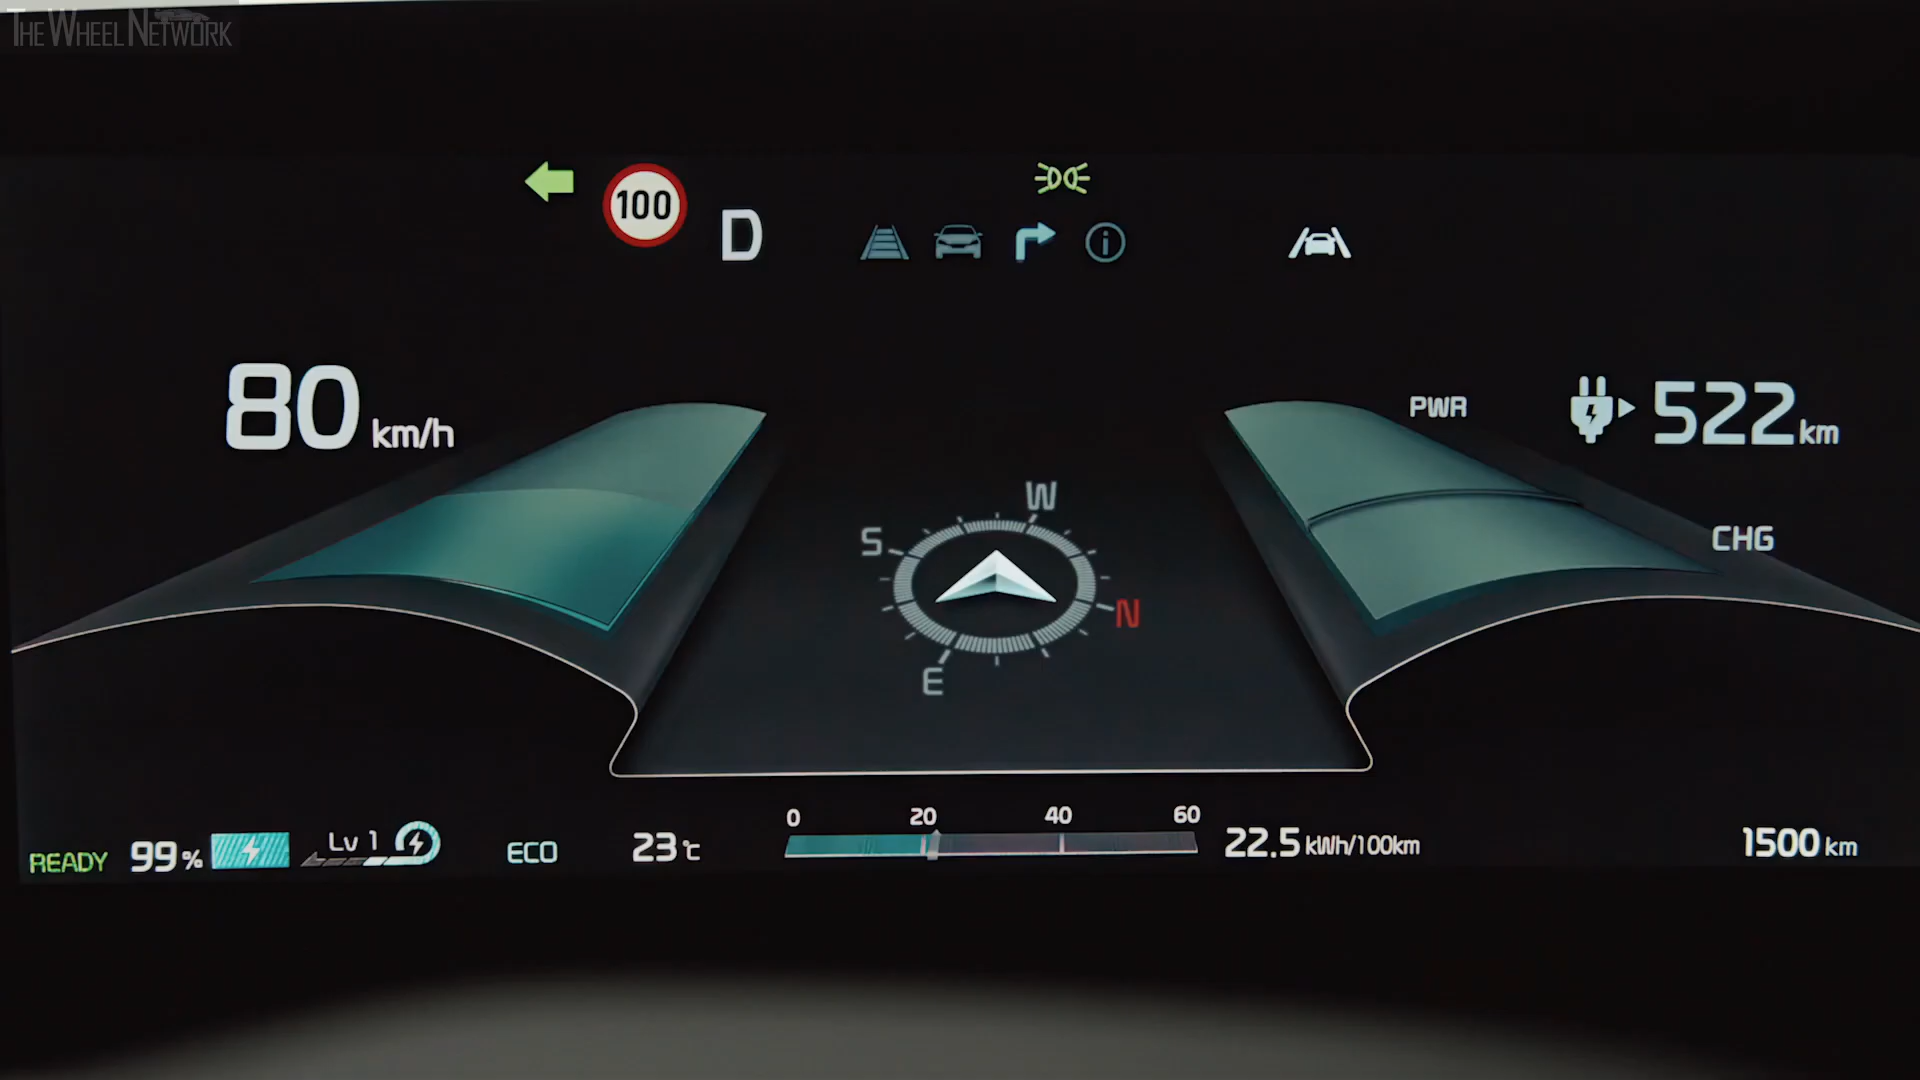 THE WHEEL NETWORK
100
D
80 km/h
PWR
522 km
CHG
W
S
N
E
0 20 40 60
READY 99% Lv 1 ECO 23℃ 22.5 kWh/100km 1500 km